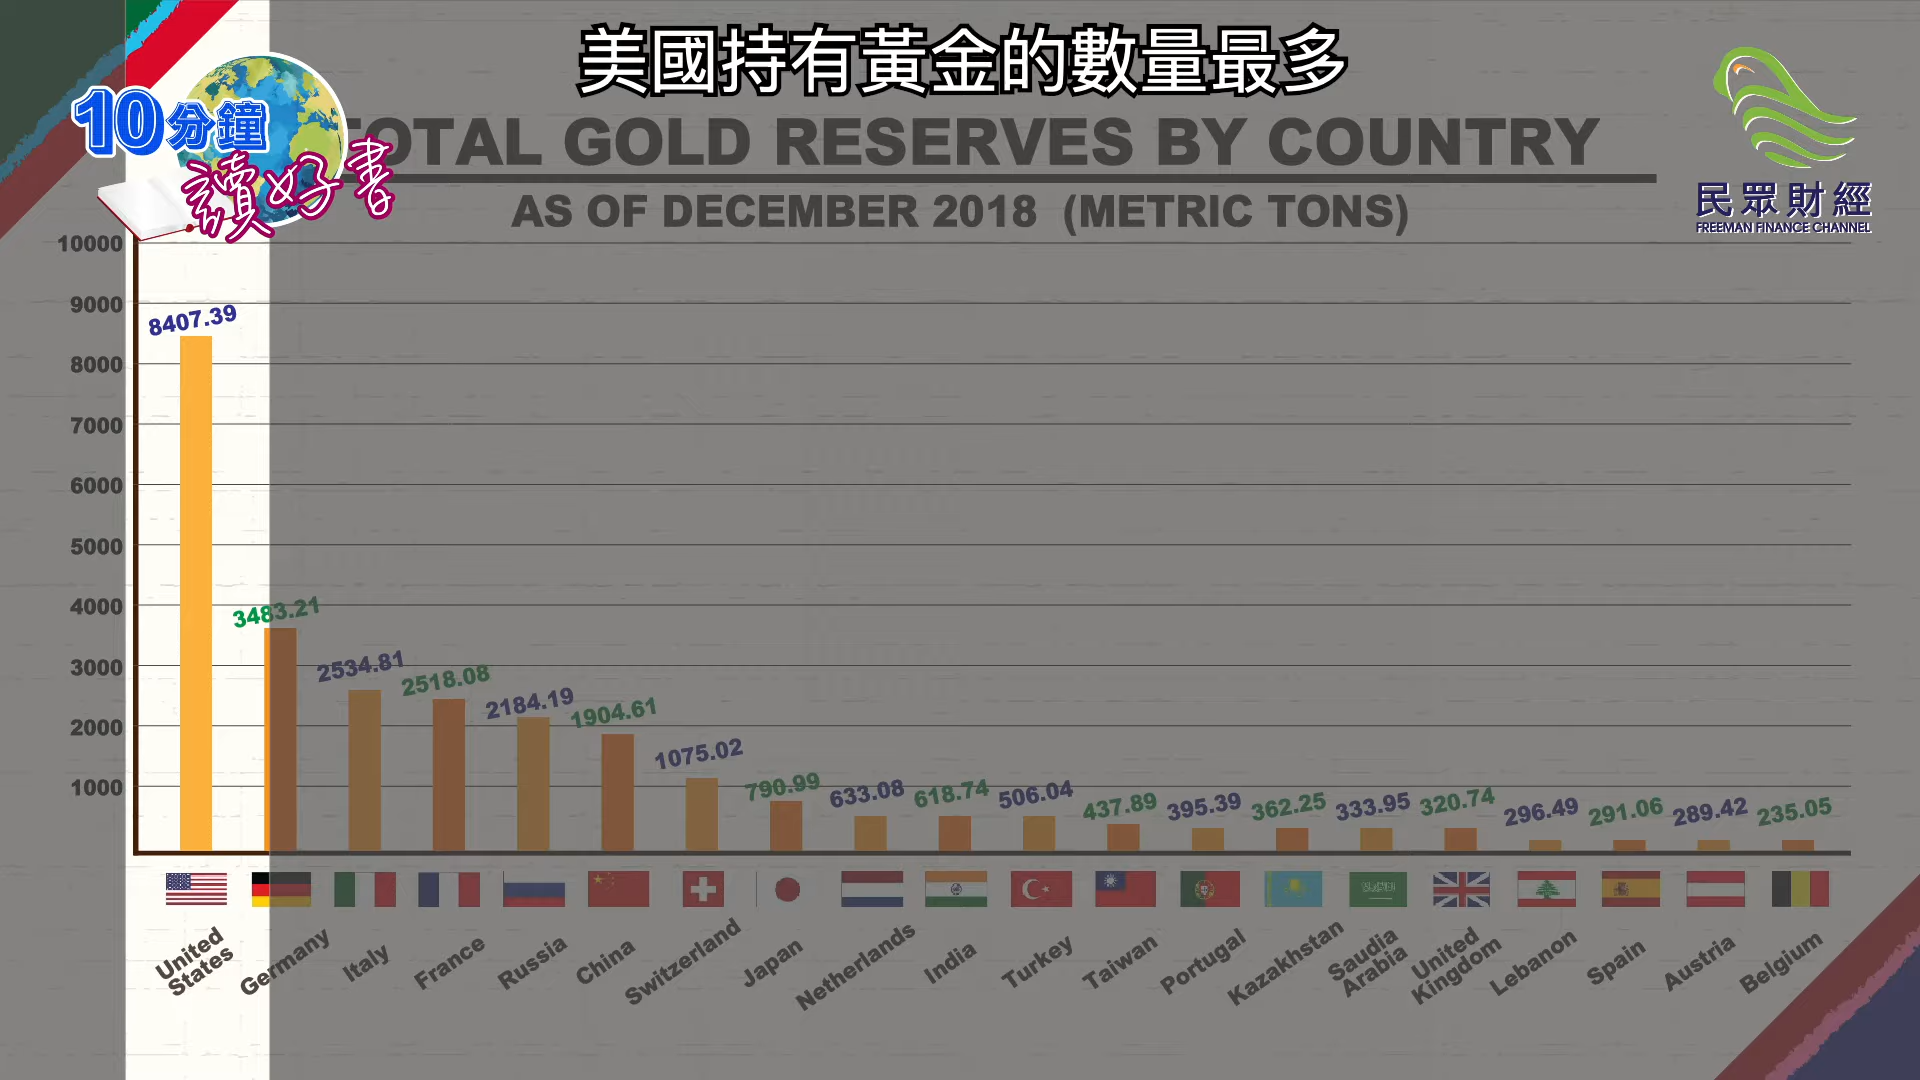 美國持有黃金的數量最多
10分鐘
讀好書
TOTAL GOLD RESERVES BY COUNTRY
AS OF DECEMBER 2018 (METRIC TONS)
民眾財經
FREEMAN FINANCE CHANNEL
10000
9000
8000
7000
6000
5000
4000
3000
2000
1000
8407.39
3483.21
2534.81
2518.08
2184.19
1904.61
1075.02
790.99
633.08
618.74
506.04
437.89
395.39
362.25
333.95
320.74
296.49
291.06
289.42
235.05
United
States
Germany
Italy
France
Russia
China
Switzerland
Japan
Netherlands
India
Turkey
Taiwan
Portugal
Kazakhstan
Saudia
Arabia
United
Kingdom
Lebanon
Spain
Austria
Belgium